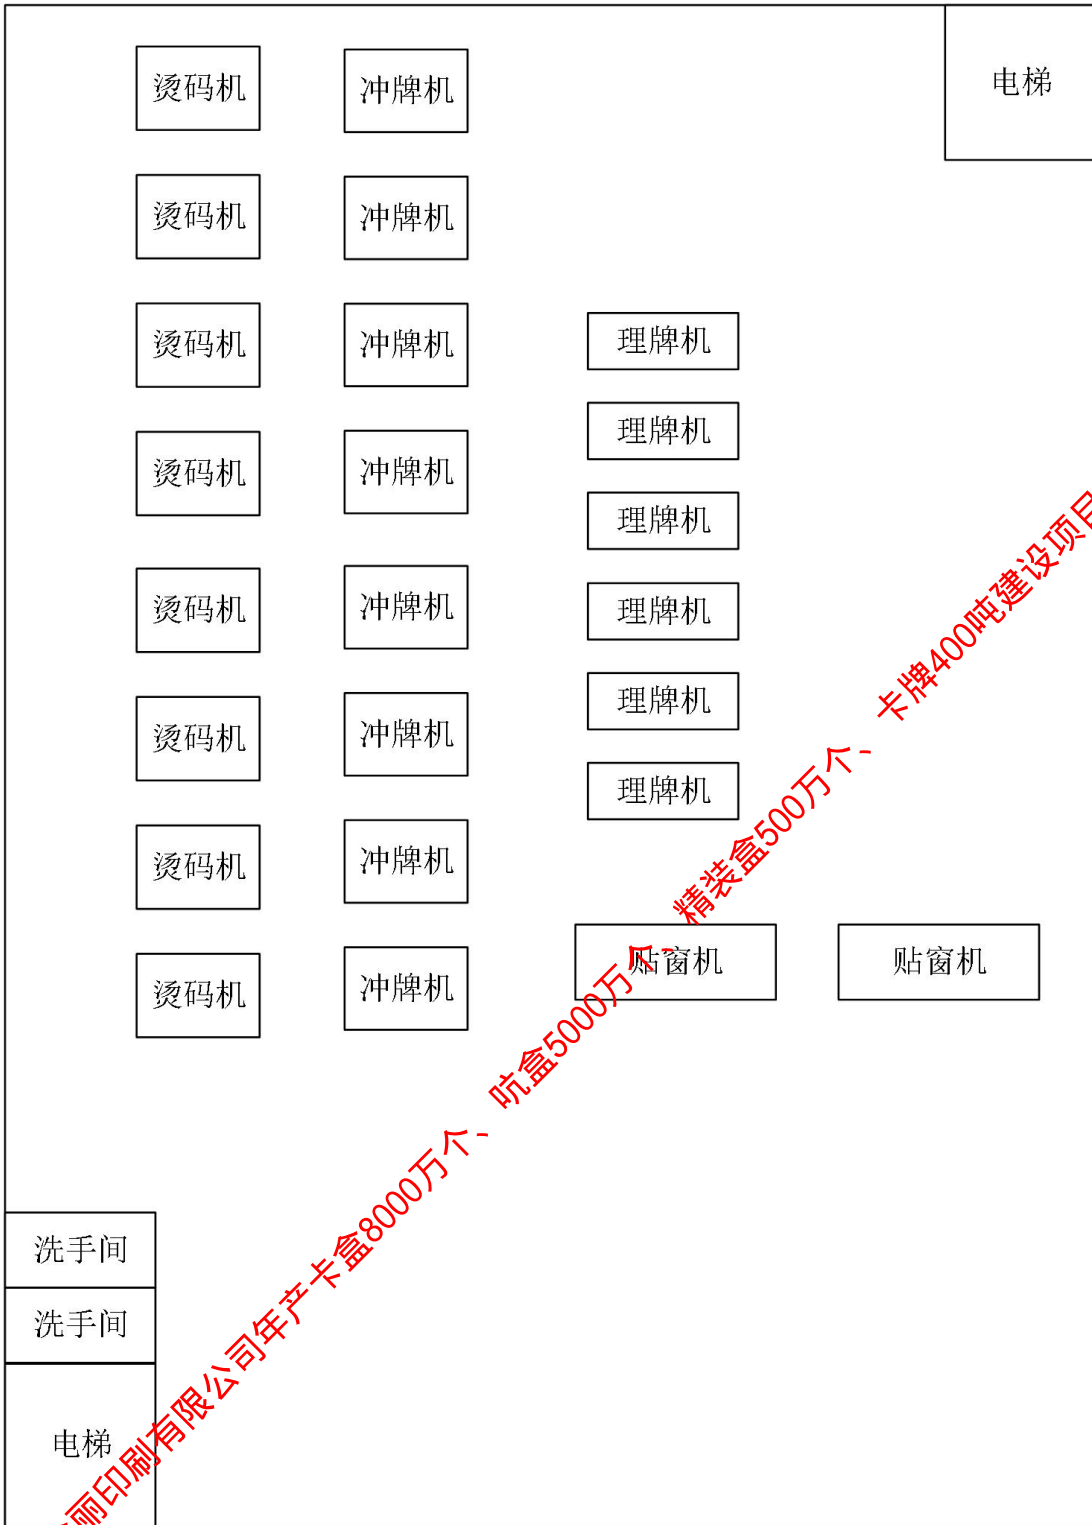 烫码机 冲牌机 电梯
烫码机 冲牌机
烫码机 冲牌机 理牌机
理牌机
烫码机 冲牌机
理牌机
烫码机 冲牌机 理牌机
理牌机
烫码机 冲牌机
理牌机
烫码机 冲牌机
贴窗机 贴窗机
烫码机 冲牌机
洗手间
洗手间
电梯
丽印刷有限公司年产卡盒8000万个、吭盒5000万个、精装盒500万个、卡牌400吨建设项目